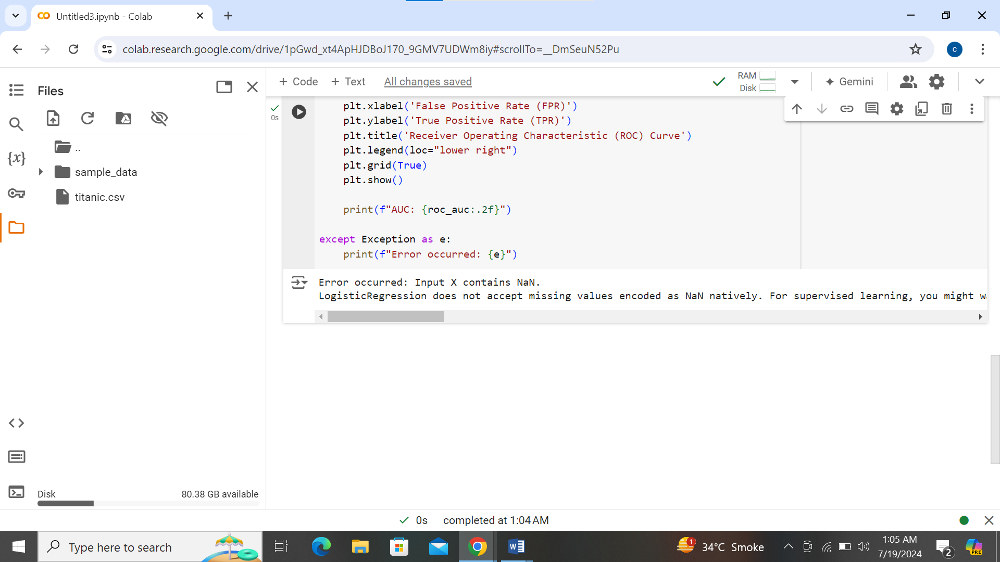 Untitled3.ipynb - Colab
colab.research.google.com/drive/1pGwd_xt4ApHJDBoJ170_9GMV7UDWm8iy#scrollTo=__DmSeuN52Pu
c
Files
+ Code
+ Text
All changes saved
RAM
Disk
Gemini
..
sample_data
titanic.csv
{x}
0s
plt.xlabel('False Positive Rate (FPR)')
plt.ylabel('True Positive Rate (TPR)')
plt.title('Receiver Operating Characteristic (ROC) Curve')
plt.legend(loc="lower right")
plt.grid(True)
plt.show()
print(f"AUC: {roc_auc:.2f}")
except Exception as e:
print(f"Error occurred: {e}")
Error occurred: Input X contains NaN.
LogisticRegression does not accept missing values encoded as NaN natively. For supervised learning, you might w
Disk
80.38 GB available
0s completed at 1:04 AM
Type here to search
1
34°C Smoke
1:05 AM
7/19/2024
2
PRE